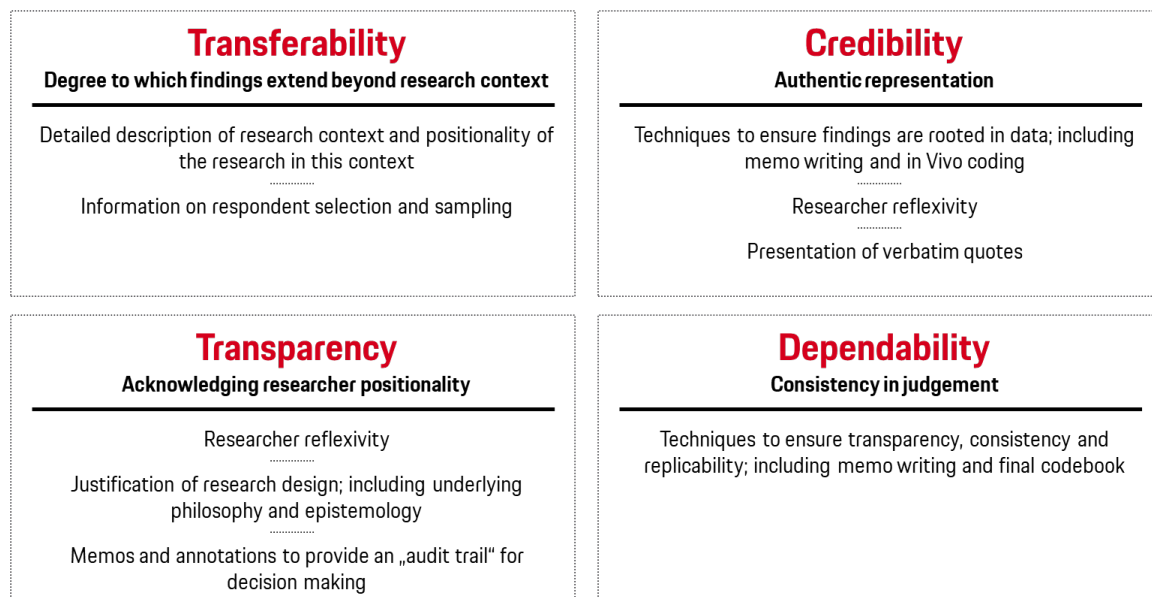 Transferability
Degree to which findings extend beyond research context
Detailed description of research context and positionality of
the research in this context
Information on respondent selection and sampling
Credibility
Authentic representation
Techniques to ensure findings are rooted in data; including
memo writing and in Vivo coding
Researcher reflexivity
Presentation of verbatim quotes
Transparency
Acknowledging researcher positionality
Researcher reflexivity
Justification of research design; including underlying
philosophy and epistemology
Memos and annotations to provide an „audit trail“ for
decision making
Dependability
Consistency in judgement
Techniques to ensure transparency, consistency and
replicability; including memo writing and final codebook